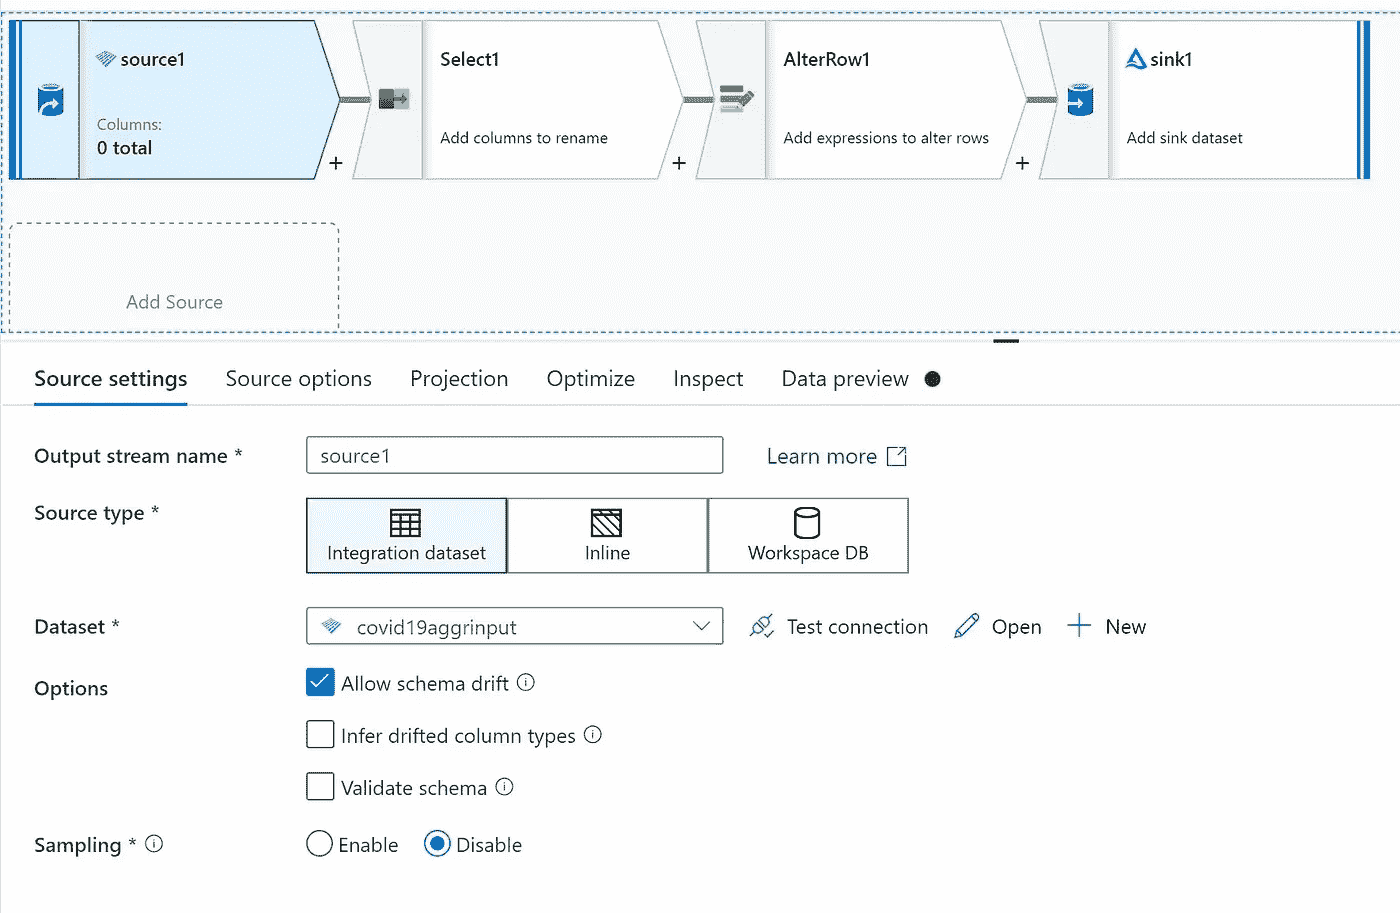 source1
Columns:
0 total
+
Select1
Add columns to rename
+
AlterRow1
Add expressions to alter rows
+
sink1
Add sink dataset
Add Source
Source settings Source options Projection Optimize Inspect Data preview
Output stream name * source1 Learn more
Source type * Integration dataset Inline Workspace DB
Dataset * covid19aggrinput Test connection Open New
Options Allow schema drift
Infer drifted column types
Validate schema
Sampling * Enable Disable